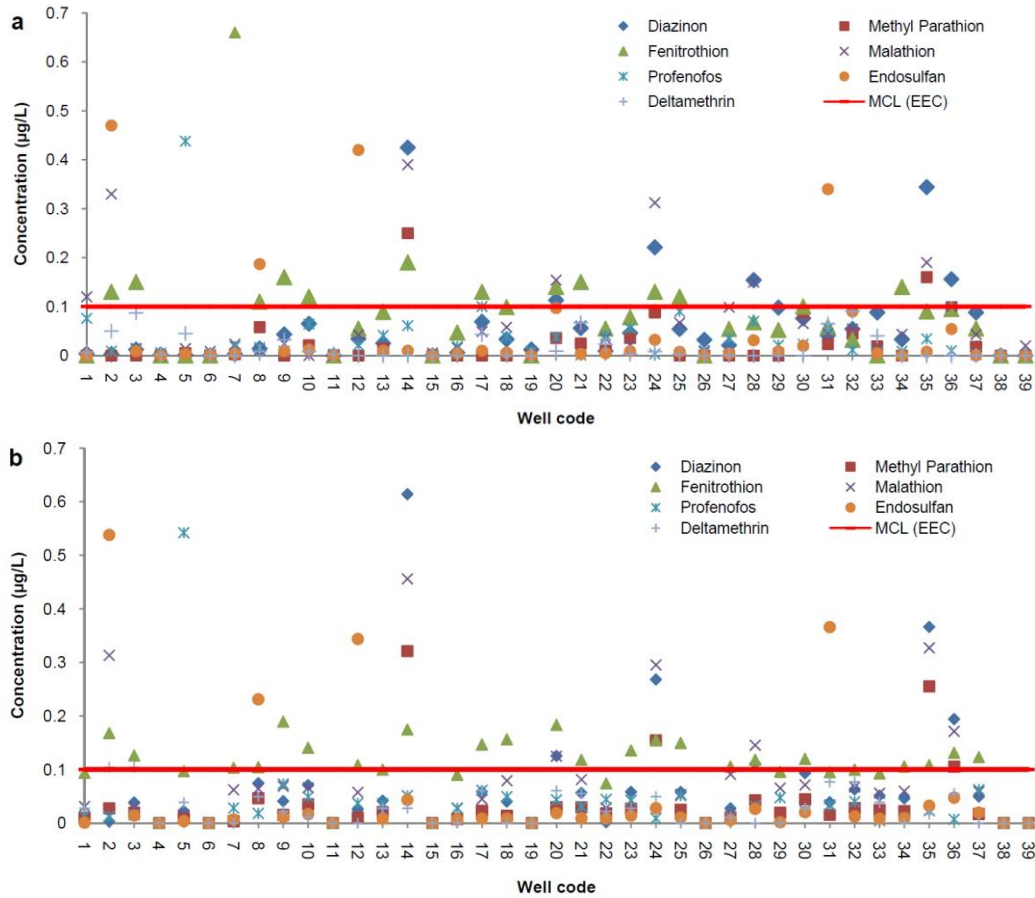 a
0.7
0.6
0.5
0.4
0.3
0.2
0.1
0
Concentration (µg/L)
Diazinon Methyl Parathion
Fenitrothion Malathion
Profenofos Endosulfan
Deltamethrin MCL (EEC)
1 2 3 4 5 6 7 8 9 10 11 12 13 14 15 16 17 18 19 20 21 22 23 24 25 26 27 28 29 30 31 32 33 34 35 36 37 38 39
Well code
b
0.7
0.6
0.5
0.4
0.3
0.2
0.1
0
Concentration (µg/L)
Diazinon Methyl Parathion
Fenitrothion Malathion
Profenofos Endosulfan
Deltamethrin MCL (EEC)
1 2 3 4 5 6 7 8 9 10 11 12 13 14 15 16 17 18 19 20 21 22 23 24 25 26 27 28 29 30 31 32 33 34 35 36 37 38 39
Well code